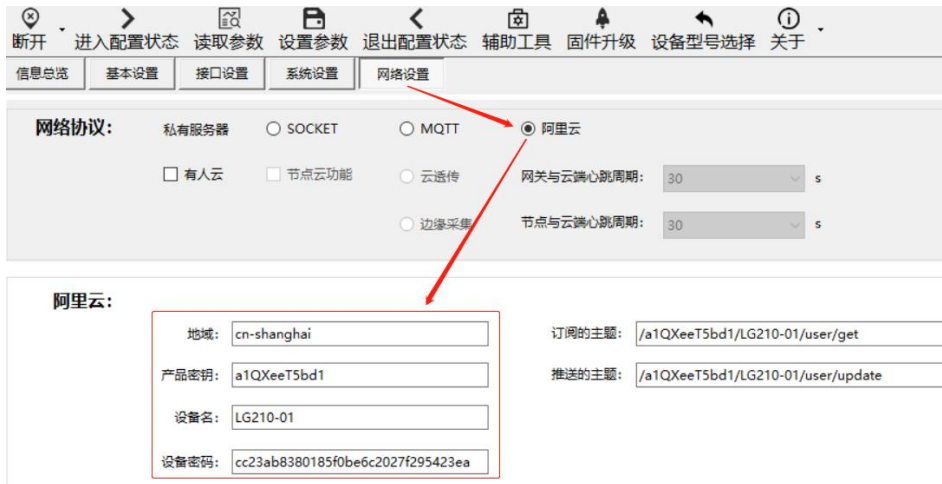 断开 进入配置状态 读取参数 设置参数 退出配置状态 辅助工具 固件升级 设备型号选择 关于
信息总览 基本设置 接口设置 系统设置 网络设置
网络协议： 私有服务器 SOCKET MQTT 阿里云
有人云 节点云功能 云透传 网关与云端心跳周期： 30 s
边缘采集 节点与云端心跳周期： 30 s
阿里云：
地域： cn-shanghai 订阅的主题： /a1QXeeT5bd1/LG210-01/user/get
产品密钥： a1QXeeT5bd1 推送的主题： /a1QXeeT5bd1/LG210-01/user/update
设备名： LG210-01
设备密码： cc23ab8380185f0be6c2027f295423ea